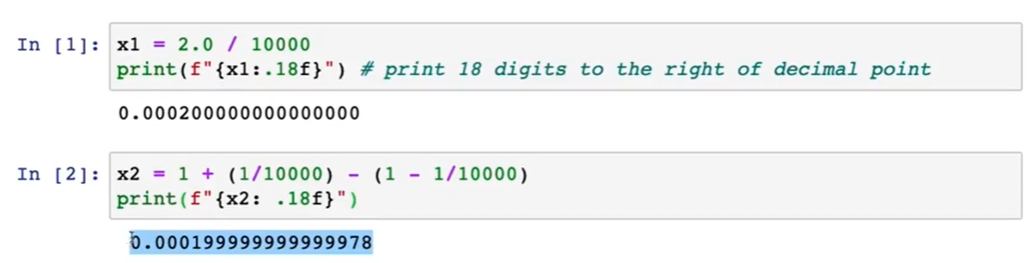 In [1]: x1 = 2.0 / 10000
print(f"{x1:.18f}") # print 18 digits to the right of decimal point
0.000200000000000000
In [2]: x2 = 1 + (1/10000) - (1 - 1/10000)
print(f"{x2: .18f}")
0.000199999999999978